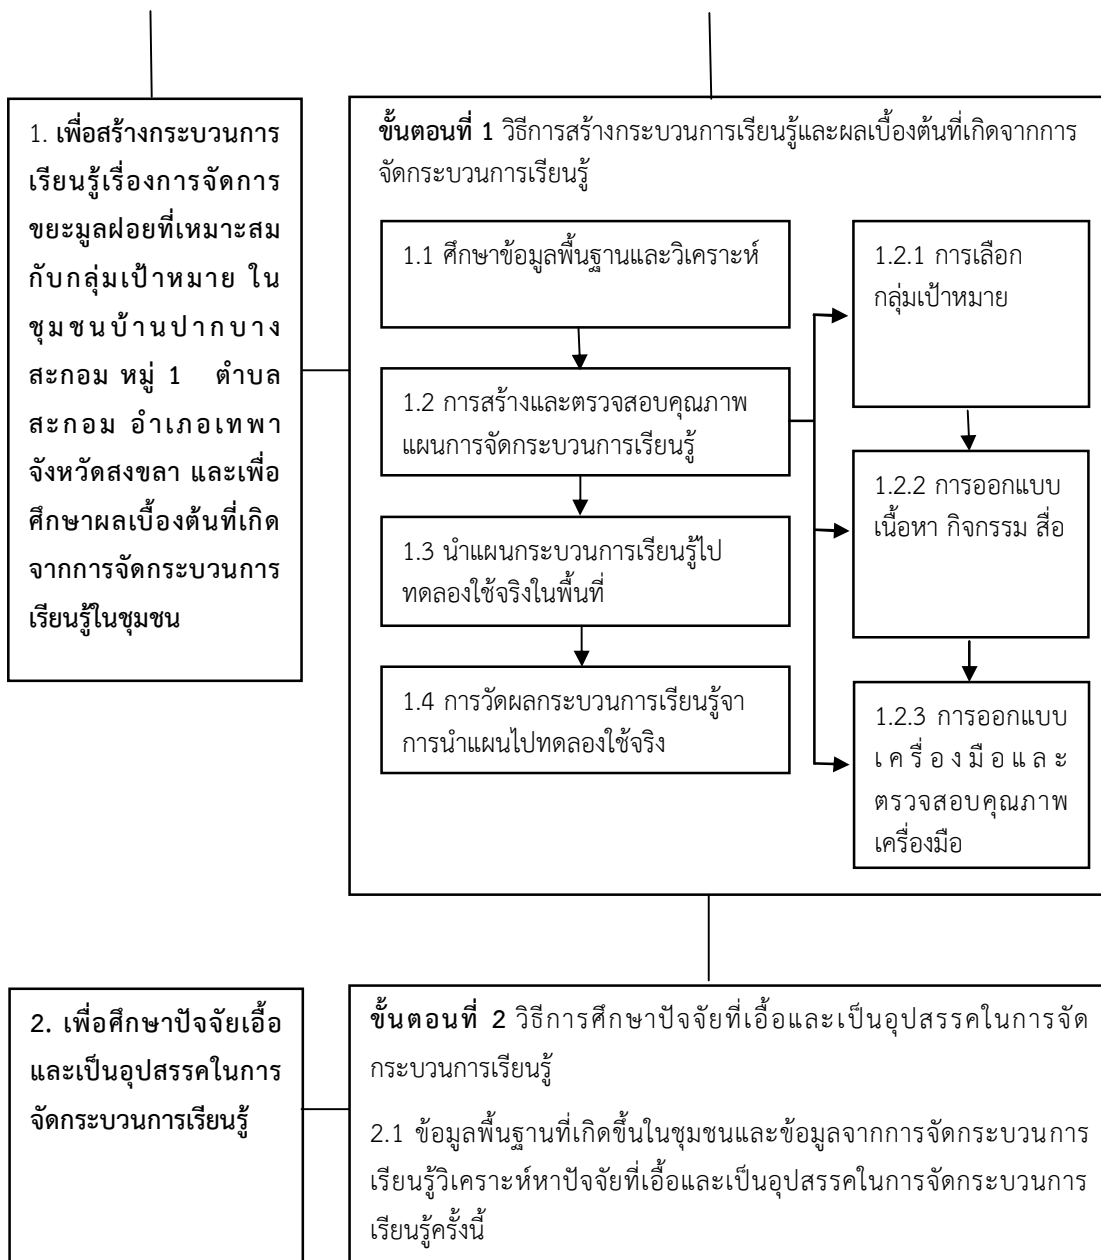 1. เพื่อสร้างกระบวนการ
เรียนรู้เรื่องการจัดการ
ขยะมูลฝอยที่เหมาะสม
กับกลุ่มเป้าหมาย ใน
ชุมชนบ้านปากบาง
สะกอม หมู่ 1 ตำบล
สะกอม อำเภอเทพา
จังหวัดสงขลา และเพื่อ
ศึกษาผลเบื้องต้นที่เกิด
จากการจัดกระบวนการ
เรียนรู้ในชุมชน
ขั้นตอนที่ 1 วิธีการสร้างกระบวนการเรียนรู้และผลเบื้องต้นที่เกิดจากการ
จัดกระบวนการเรียนรู้
1.1 ศึกษาข้อมูลพื้นฐานและวิเคราะห์
1.2 การสร้างและตรวจสอบคุณภาพ
แผนการจัดกระบวนการเรียนรู้
1.3 นำแผนกระบวนการเรียนรู้ไป
ทดลองใช้จริงในพื้นที่
1.4 การวัดผลกระบวนการเรียนรู้จา
การนำแผนไปทดลองใช้จริง
1.2.1 การเลือก
กลุ่มเป้าหมาย
1.2.2 การออกแบบ
เนื้อหา กิจกรรม สื่อ
1.2.3 การออกแบบ
เครื่องมือและ
ตรวจสอบคุณภาพ
เครื่องมือ
2. เพื่อศึกษาปัจจัยเอื้อ
และเป็นอุปสรรคในการ
จัดกระบวนการเรียนรู้
ขั้นตอนที่ 2 วิธีการศึกษาปัจจัยที่เอื้อและเป็นอุปสรรคในการจัด
กระบวนการเรียนรู้
2.1 ข้อมูลพื้นฐานที่เกิดขึ้นในชุมชนและข้อมูลจากการจัดกระบวนการ
เรียนรู้วิเคราะห์หาปัจจัยที่เอื้อและเป็นอุปสรรคในการจัดกระบวนการ
เรียนรู้ครั้งนี้